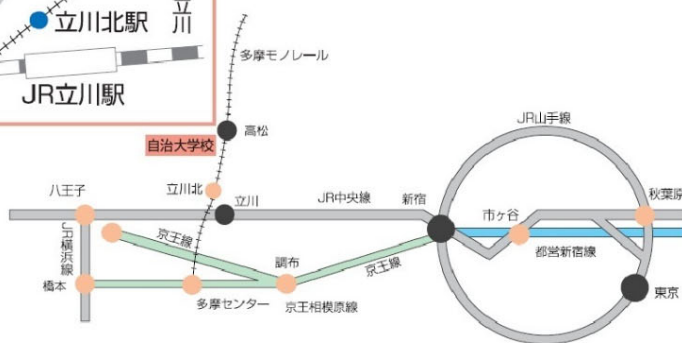 立川北駅
立川
JR立川駅
多摩モノレール
高松
自治大学校
JR山手線
八王子
立川北
立川
JR中央線
新宿
市ヶ谷
秋葉原
JR横浜線
京王線
調布
京王線
都営新宿線
橋本
多摩センター
京王相模原線
東京